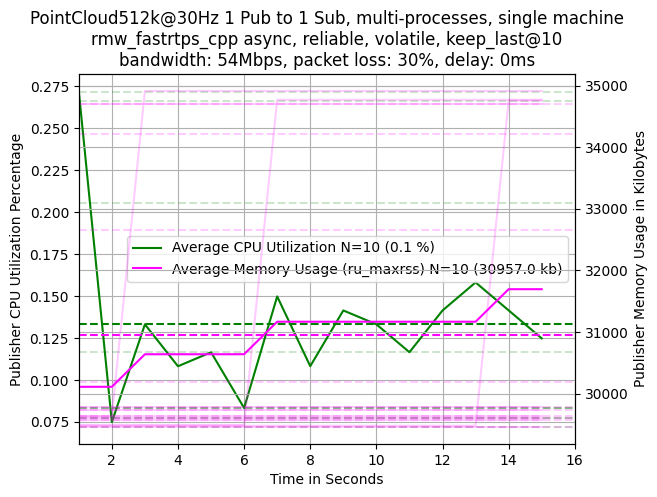 PointCloud512k@30Hz 1 Pub to 1 Sub, multi-processes, single machine
rmw_fastrtps_cpp async, reliable, volatile, keep_last@10
bandwidth: 54Mbps, packet loss: 30%, delay: 0ms
Publisher CPU Utilization Percentage
0.275
0.250
0.225
0.200
0.175
0.150
0.125
0.100
0.075
Average CPU Utilization N=10 (0.1 %)
Average Memory Usage (ru_maxrss) N=10 (30957.0 kb)
35000
34000
33000
32000
31000
30000
Publisher Memory Usage in Kilobytes
2
4
6
8
10
12
14
16
Time in Seconds